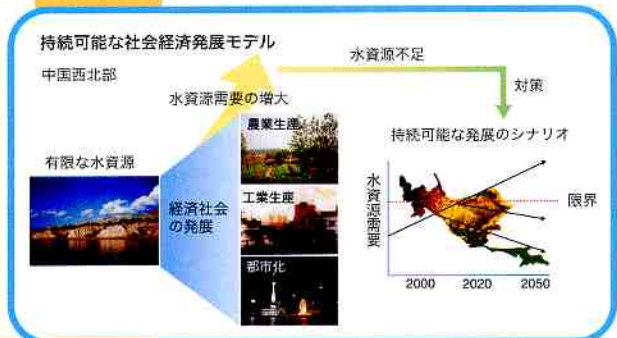 持続可能な社会経済発展モデル
中国西北部
水資源不足
対策
水資源需要の増大
農業生産
持続可能な発展のシナリオ
有限な水資源
経済社会
の発展
工業生産
水資源需要
限界
都市化
2000 2020 2050